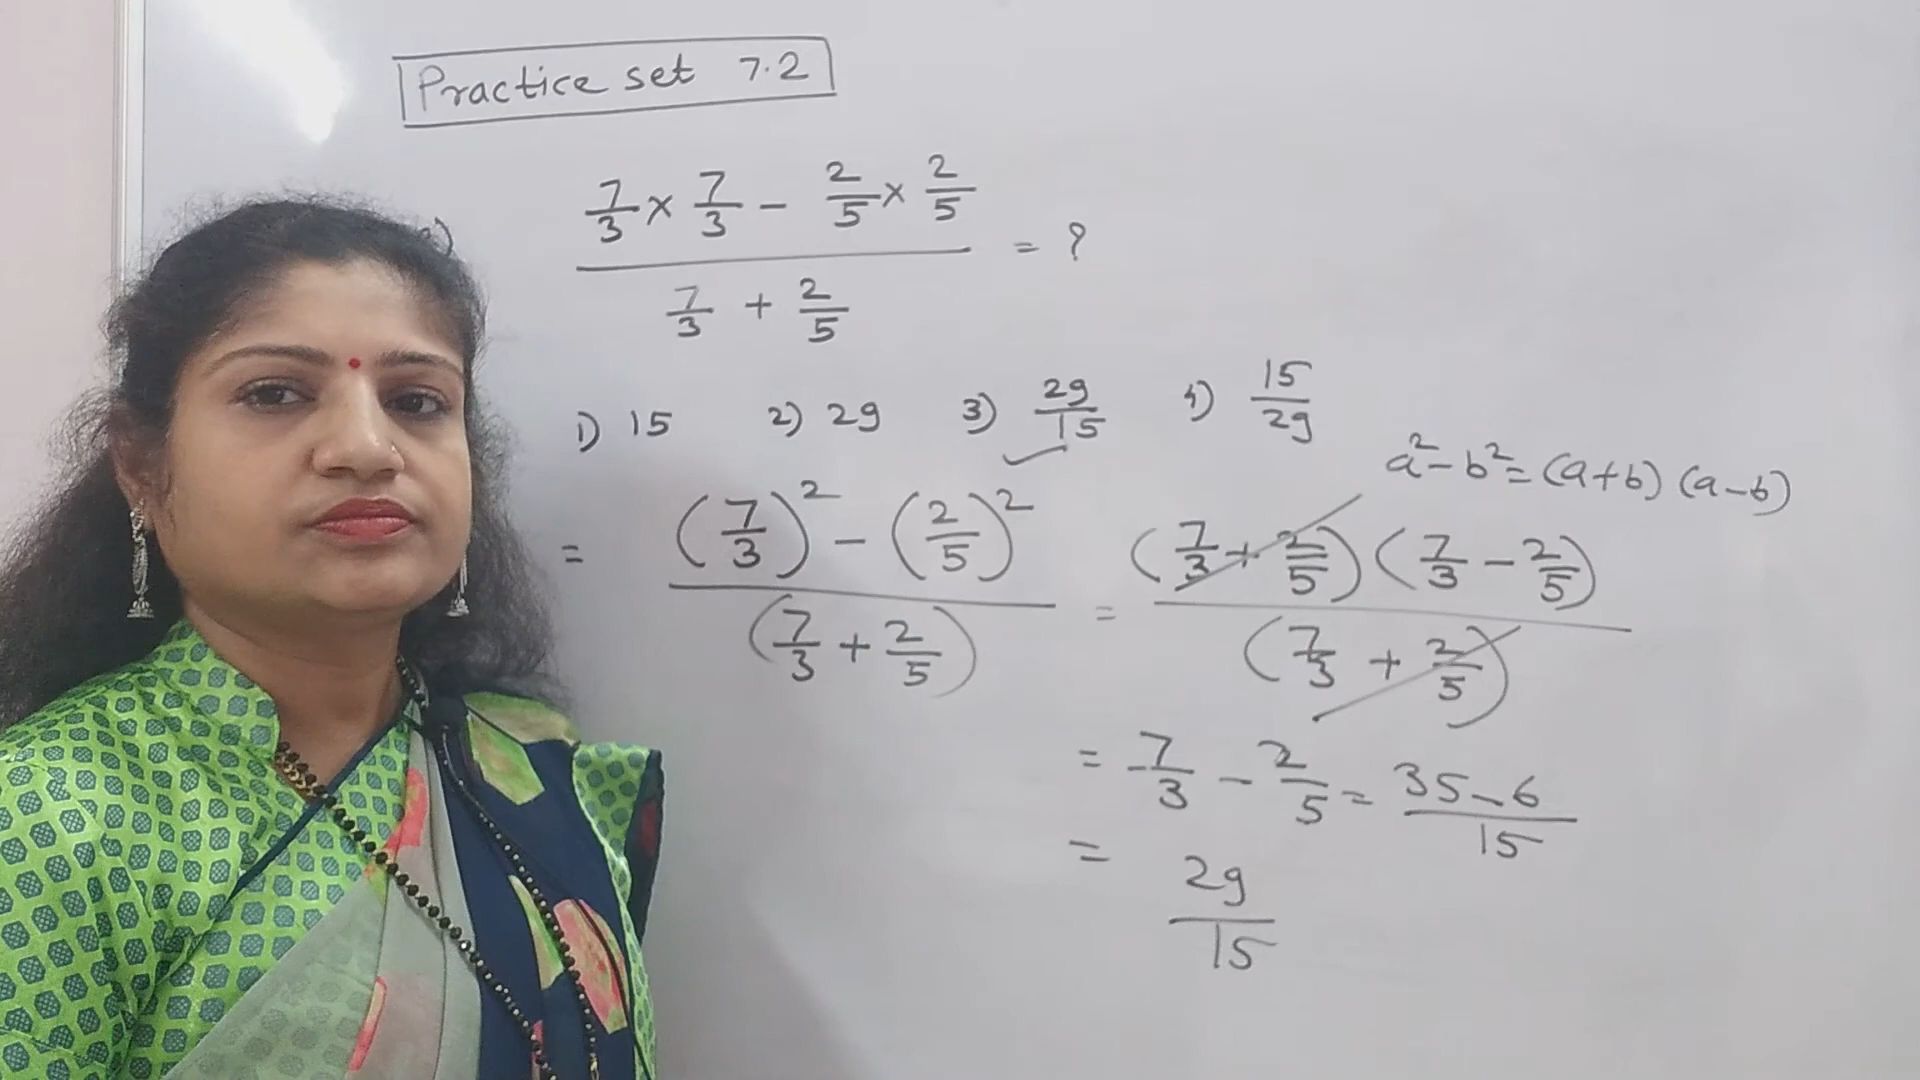 Practice set 7.2
7/3 × 7/3 - 2/5 × 2/5
7/3 + 2/5
= ?
1) 15 2) 29 3) 29/15 4) 15/29
a² - b² = (a+b) (a-b)
= (7/3)² - (2/5)² / (7/3 + 2/5) = (7/3 + 2/5) (7/3 - 2/5) / (7/3 + 2/5)
= 7/3 - 2/5 = 35-6/15
= 29/15